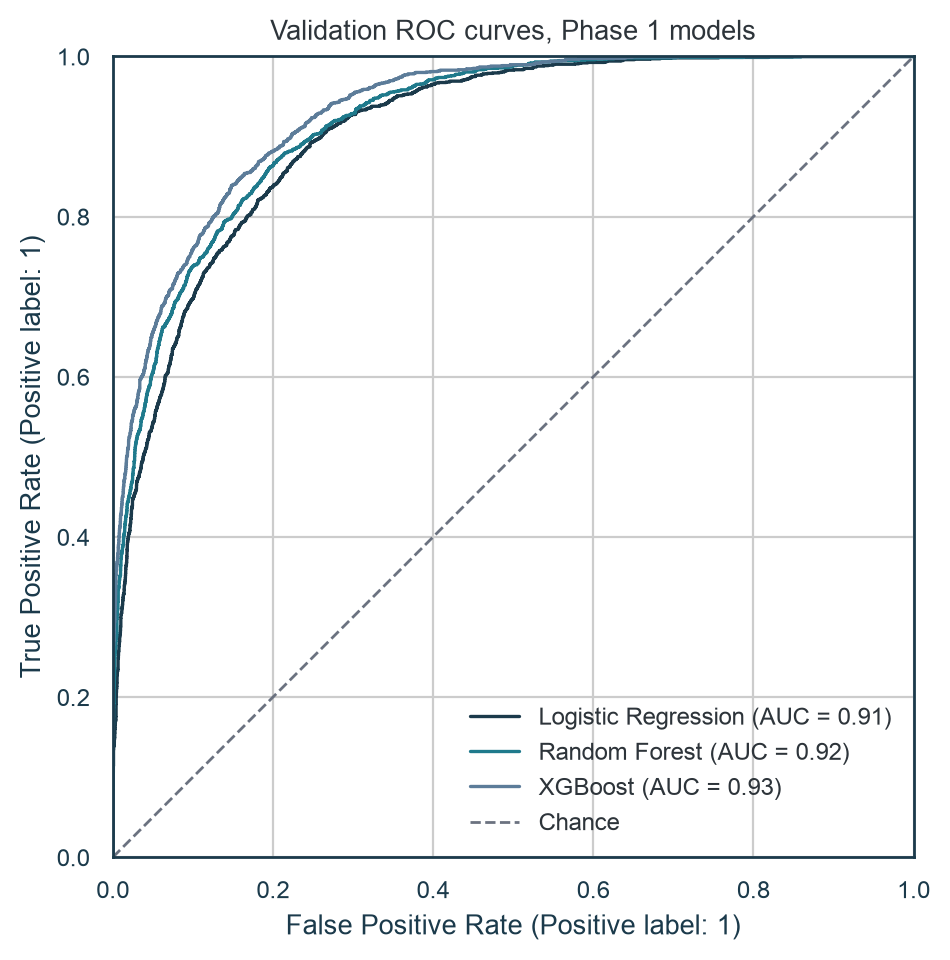 Validation ROC curves, Phase 1 models
True Positive Rate (Positive label: 1)
1.0
0.8
0.6
0.4
0.2
0.0
Logistic Regression (AUC = 0.91)
Random Forest (AUC = 0.92)
XGBoost (AUC = 0.93)
Chance
0.0 0.2 0.4 0.6 0.8 1.0
False Positive Rate (Positive label: 1)